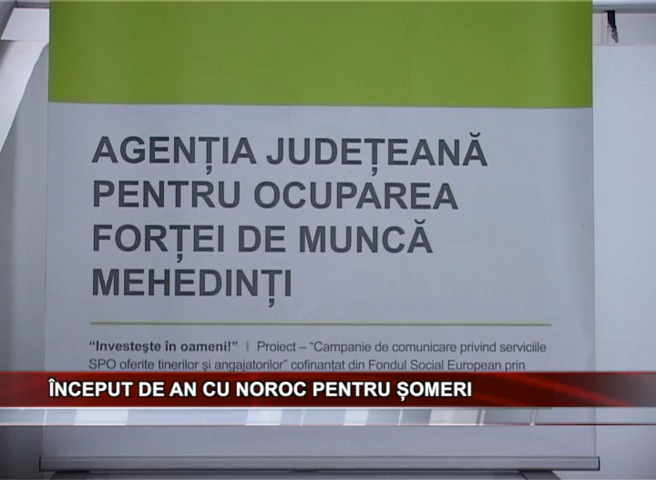 AGENȚIA JUDEȚEANĂ
PENTRU OCUPAREA
FORȚEI DE MUNCĂ
MEHEDINȚI
"Investește în oameni!" | Proiect – "Campanie de comunicare privind serviciile
SPO oferite tinerilor și angajatorilor" cofinanțat din Fondul Social European prin
ÎNCEPUT DE AN CU NOROC PENTRU ȘOMERI